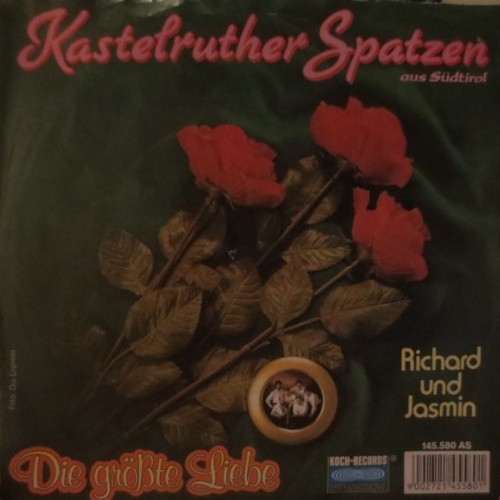 Kastelruther Spatzen
aus Südtirol
Richard
und
Jasmin
145.580 AS
KOCH-RECORDS®
Die größte Liebe